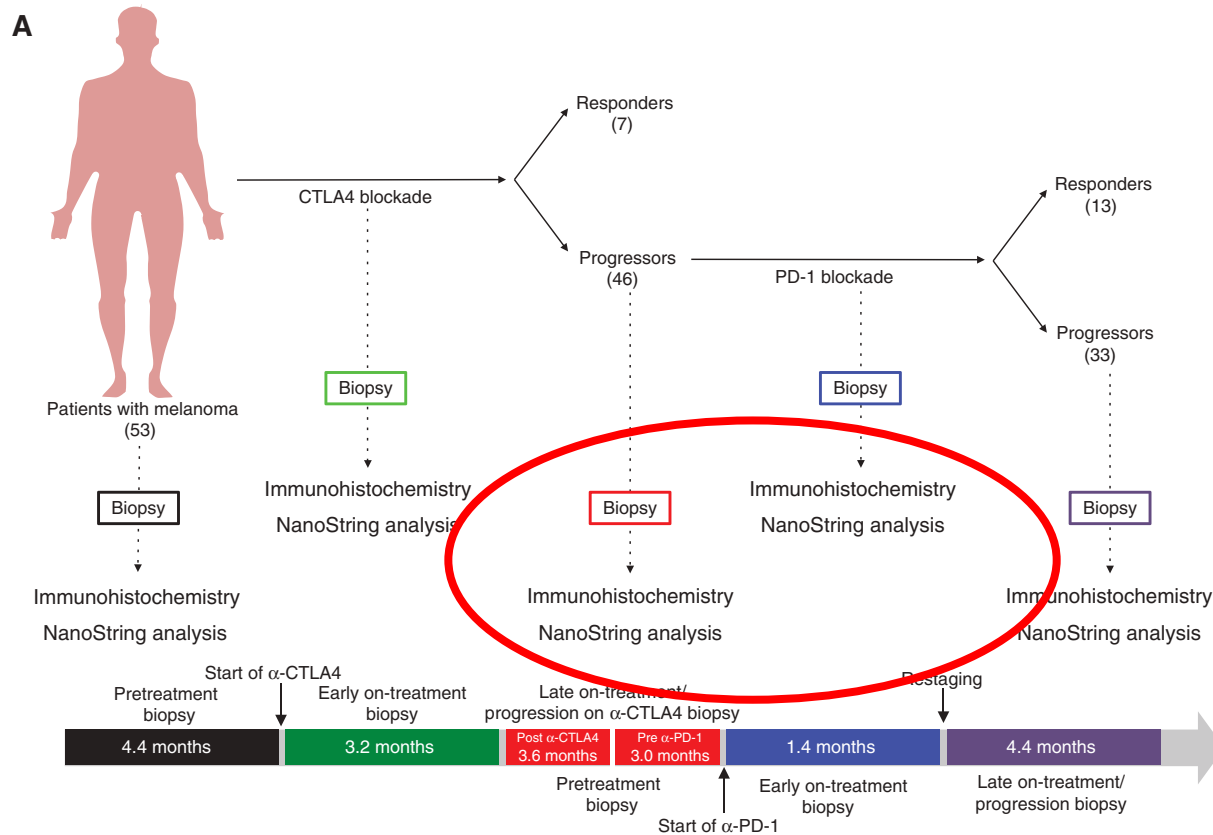 A
Responders
(7)
CTLA4 blockade
Responders
(13)
Progressors
(46)
PD-1 blockade
Progressors
(33)
Biopsy
Biopsy
Patients with melanoma
(53)
Immunohistochemistry
NanoString analysis
Immunohistochemistry
NanoString analysis
Biopsy
Biopsy
Biopsy
Immunohistochemistry
NanoString analysis
Immunohistochemistry
NanoString analysis
Immunohistochemistry
NanoString analysis
Start of α-CTLA4
Restaging
Pretreatment
biopsy
Early on-treatment
biopsy
Late on-treatment/
progression on α-CTLA4 biopsy
4.4 months
3.2 months
Post α-CTLA4
3.6 months
Pre α-PD-1
3.0 months
1.4 months
4.4 months
Pretreatment
biopsy
Early on-treatment
biopsy
Late on-treatment/
progression biopsy
Start of α-PD-1